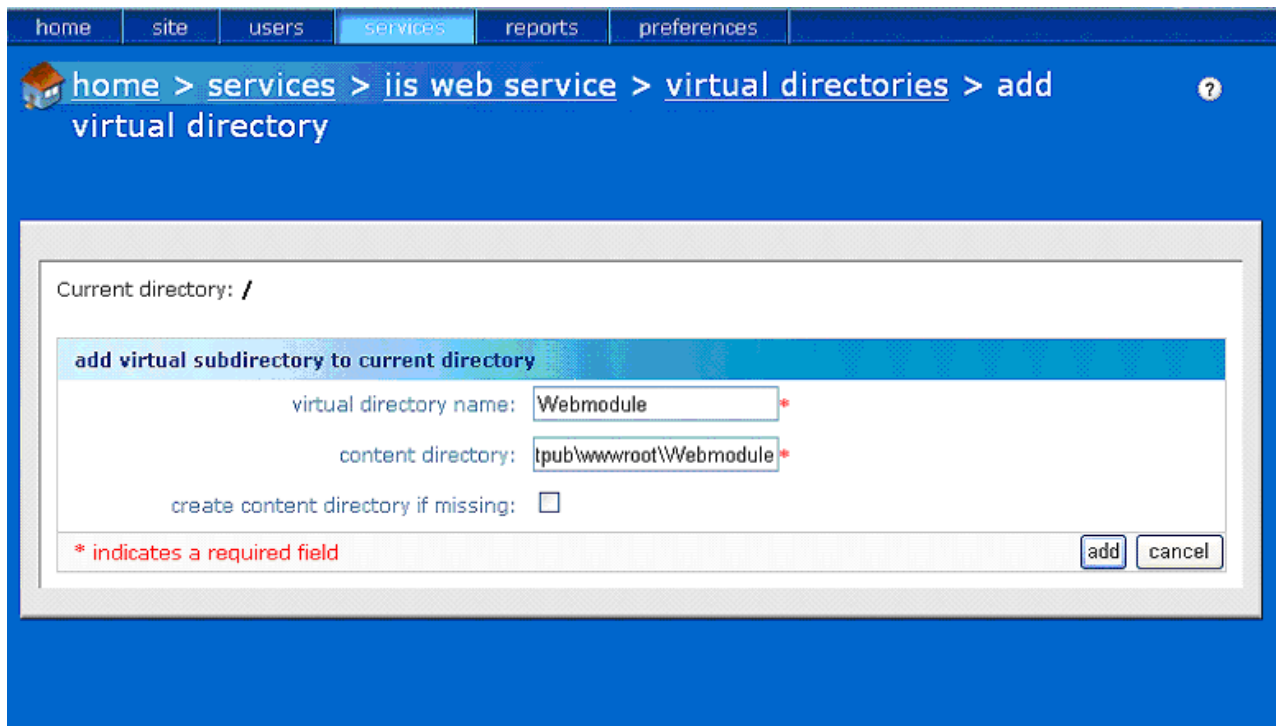 home site users services reports preferences
home > services > iis web service > virtual directories > add
virtual directory
?
Current directory: /
add virtual subdirectory to current directory
virtual directory name: Webmodule *
content directory: tpub\wwwroot\Webmodule *
create content directory if missing:
* indicates a required field
add cancel